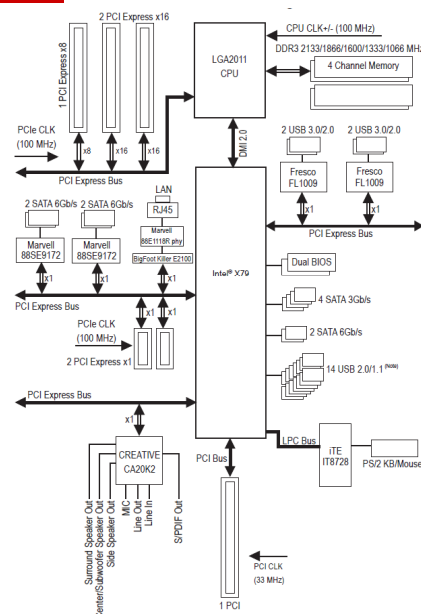 2 PCI Express x16
1 PCI Express x8
CPU CLK+/- (100 MHz)
LGA2011
CPU
DDR3 2133/1866/1600/1333/1066 MHz
4 Channel Memory
PCIe CLK
(100 MHz)
x8
x16
x16
DMI 2.0
PCI Express Bus
2 USB 3.0/2.0
2 USB 3.0/2.0
Fresco
FL1009
Fresco
FL1009
x1
x1
PCI Express Bus
LAN
RJ45
2 SATA 6Gb/s
2 SATA 6Gb/s
Marvell
88E1118R phy
Marvell
88SE9172
Marvell
88SE9172
BigFoot Killer E2100
x1
x1
x1
PCI Express Bus
Intel® X79
Dual BIOS
4 SATA 3Gb/s
2 SATA 6Gb/s
14 USB 2.0/1.1 (Note)
x1
x1
PCIe CLK
(100 MHz)
2 PCI Express x1
PCI Express Bus
x1
CREATIVE
CA20K2
LPC Bus
iTE
IT8728
PS/2 KB/Mouse
PCI Bus
Surround Speaker Out
Center/Subwoofer Speaker Out
Side Speaker Out
MIC
Line Out
Line In
S/PDIF Out
PCI CLK
(33 MHz)
1 PCI